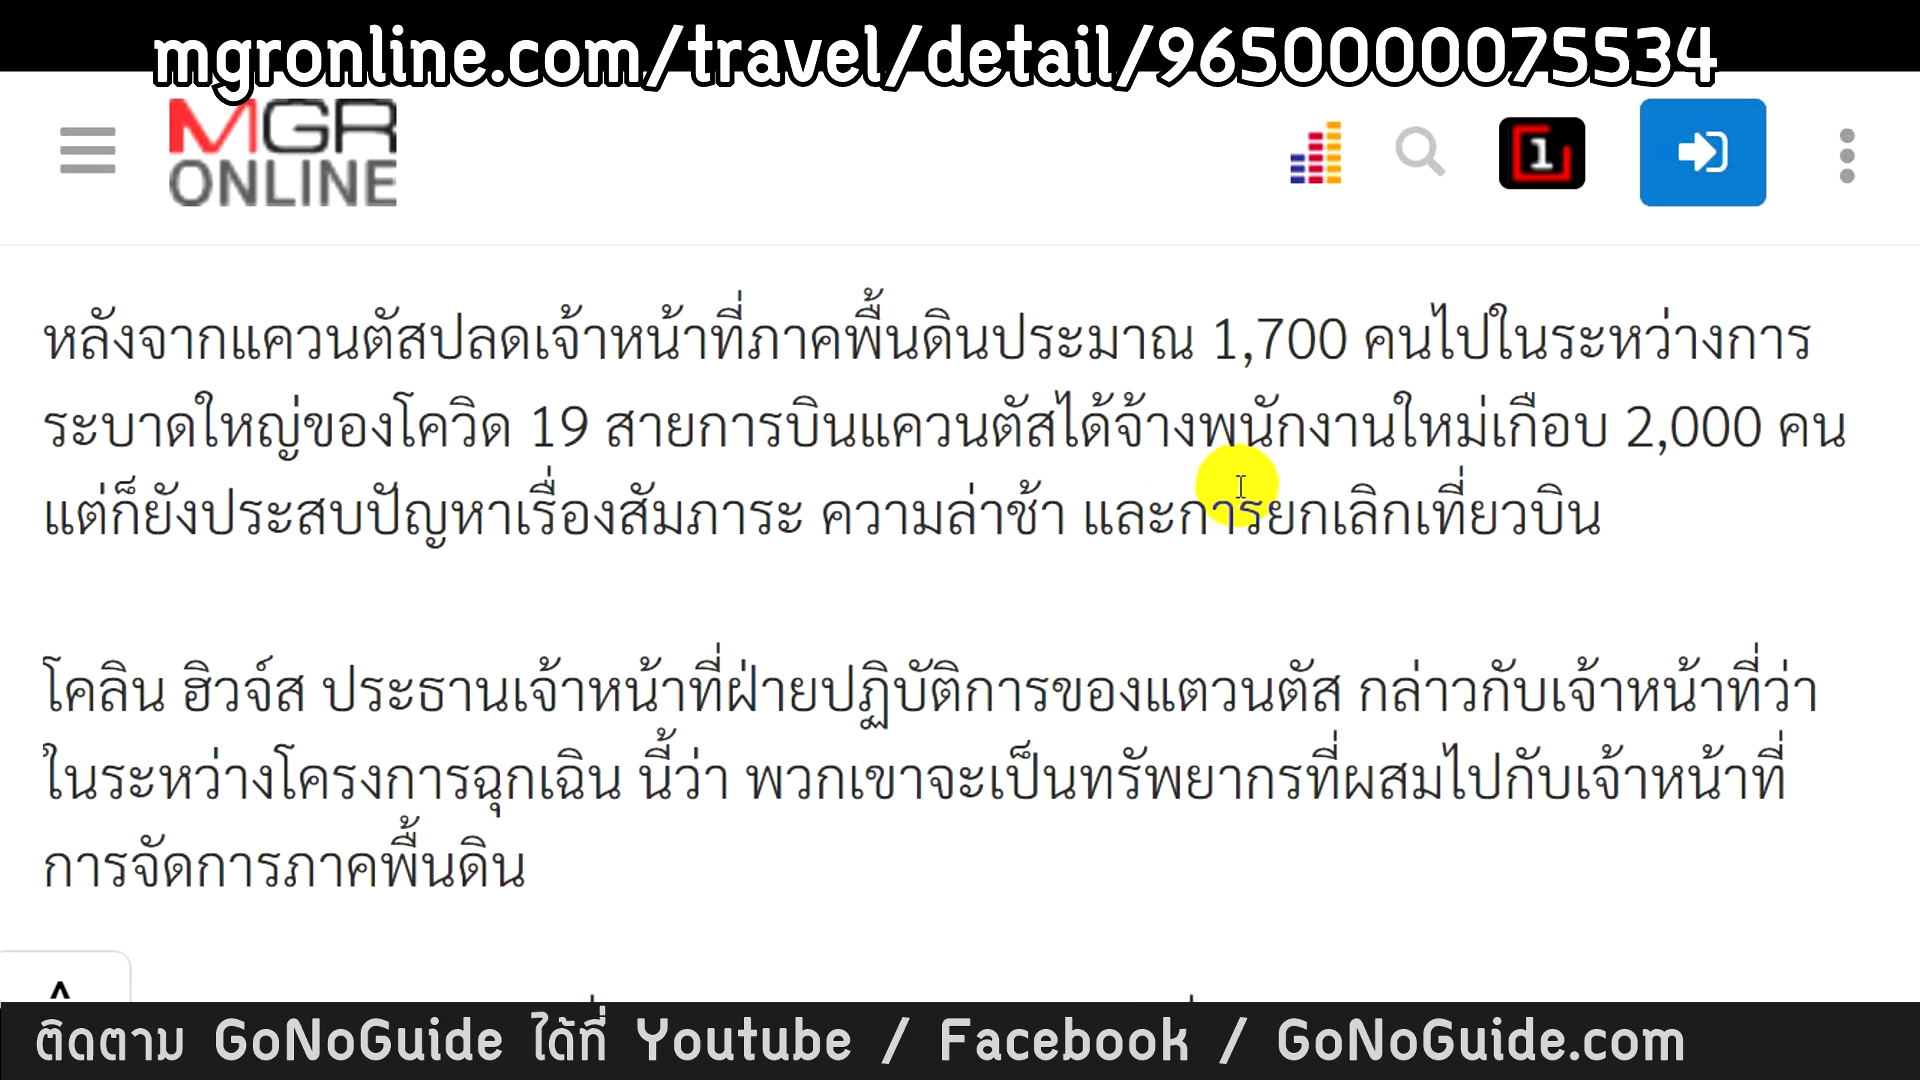 mgronline.com/travel/detail/9650000075534
MGR
ONLINE
1
หลังจากแควนตัสปลดเจ้าหน้าที่ภาคพื้นดินประมาณ 1,700 คนไปในระหว่างการ
ระบาดใหญ่ของโควิด 19 สายการบินแควนตัสได้จ้างพนักงานใหม่เกือบ 2,000 คน
แต่ก็ยังประสบปัญหาเรื่องสัมภาระ ความล่าช้า และการยกเลิกเที่ยวบิน
โคลิน ฮิวจ์ส ประธานเจ้าหน้าที่ฝ่ายปฏิบัติการของแตวนตัส กล่าวกับเจ้าหน้าที่ว่า
ในระหว่างโครงการฉุกเฉิน นี้ว่า พวกเขาจะเป็นทรัพยากรที่ผสมไปกับเจ้าหน้าที่
การจัดการภาคพื้นดิน
ติดตาม GoNoGuide ได้ที่ Youtube / Facebook / GoNoGuide.com